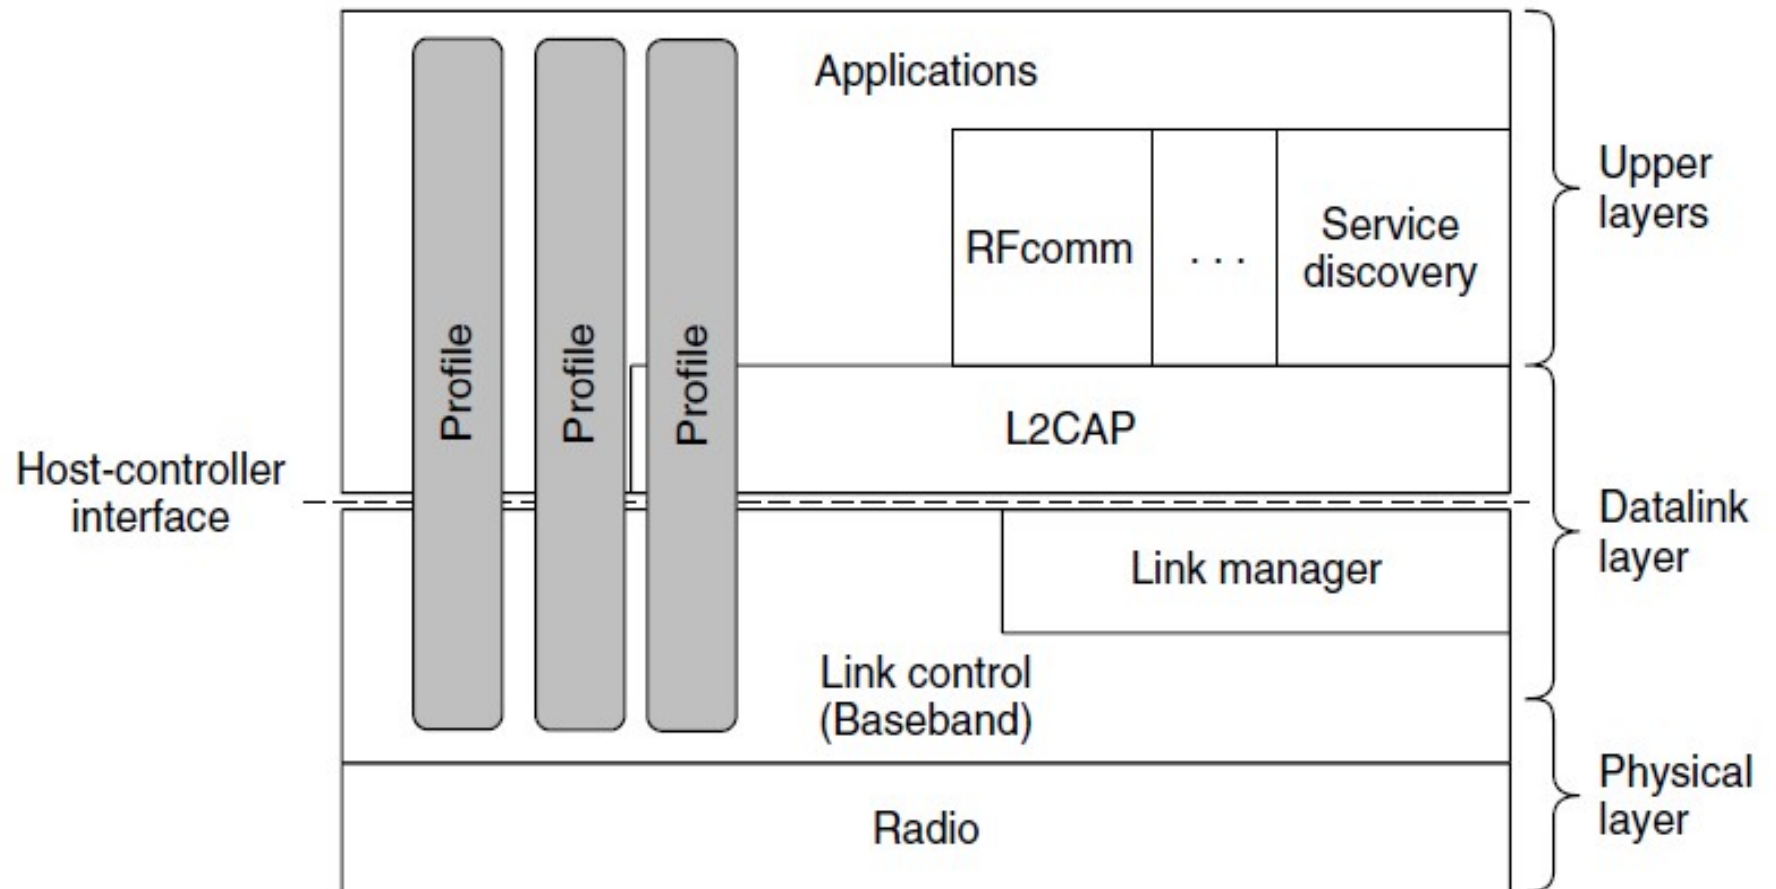 Applications
Upper
layers
RFcomm
. . .
Service
discovery
Profile
Profile
Profile
L2CAP
Host-controller
interface
Datalink
layer
Link manager
Link control
(Baseband)
Physical
layer
Radio